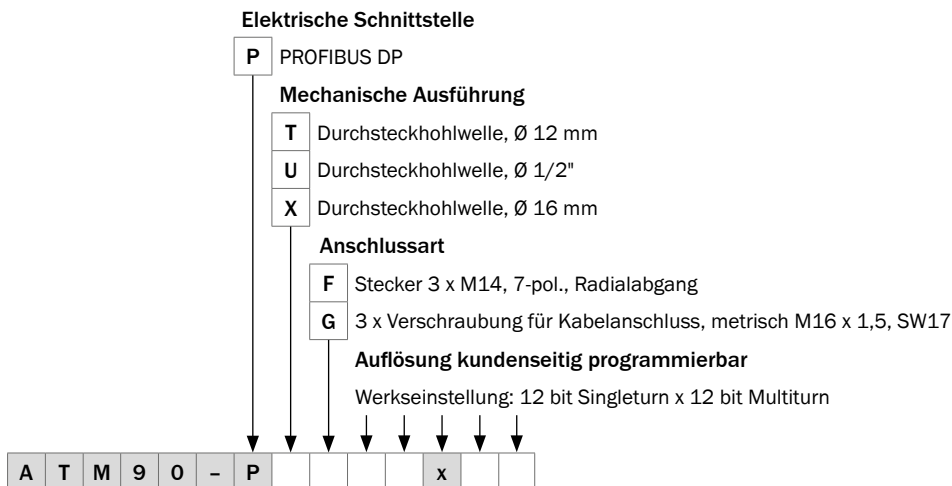 Elektrische Schnittstelle
P PROFIBUS DP
Mechanische Ausführung
T Durchsteckhohlwelle, Ø 12 mm
U Durchsteckhohlwelle, Ø 1/2"
X Durchsteckhohlwelle, Ø 16 mm
Anschlussart
F Stecker 3 x M14, 7-pol., Radialabgang
G 3 x Verschraubung für Kabelanschluss, metrisch M16 x 1,5, SW17
Auflösung kundenseitig programmierbar
Werkseinstellung: 12 bit Singleturn x 12 bit Multiturn
A T M 9 0 – P x